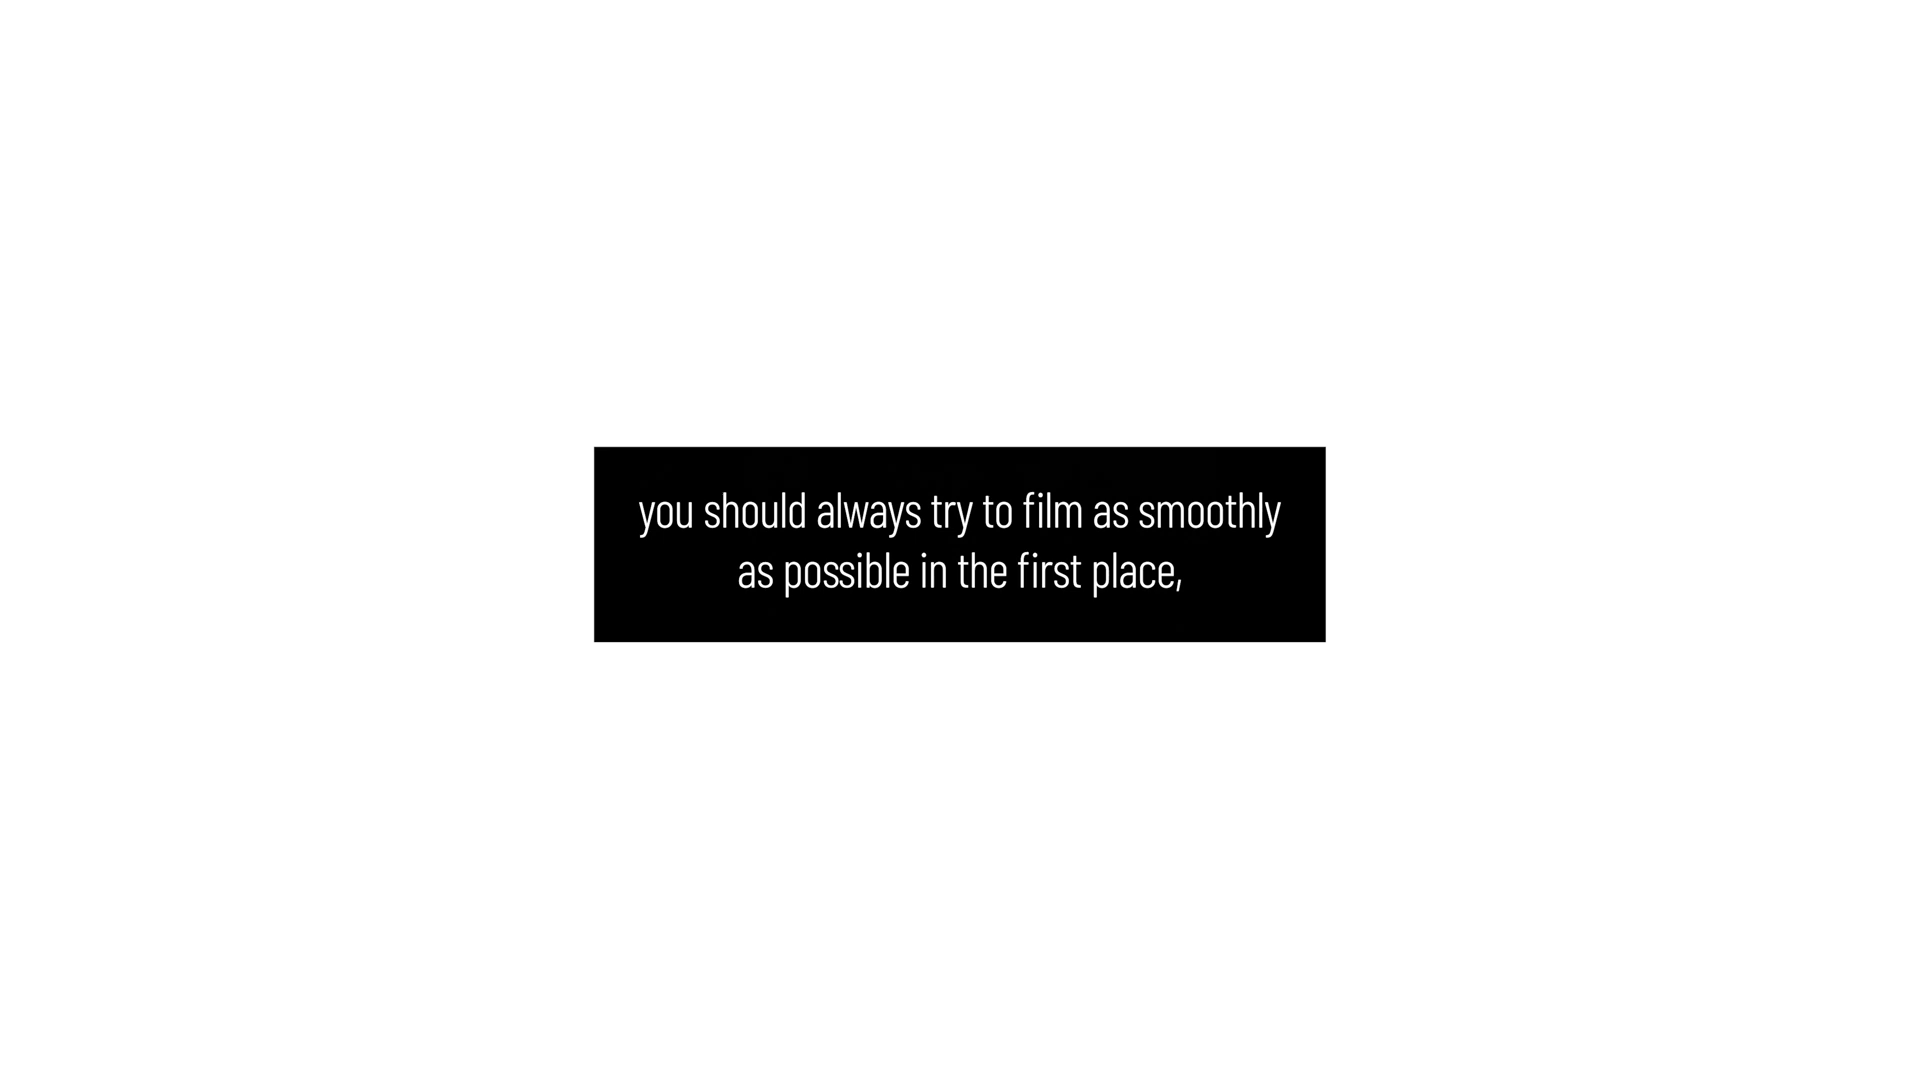 you should always try to film as smoothly
as possible in the first place,